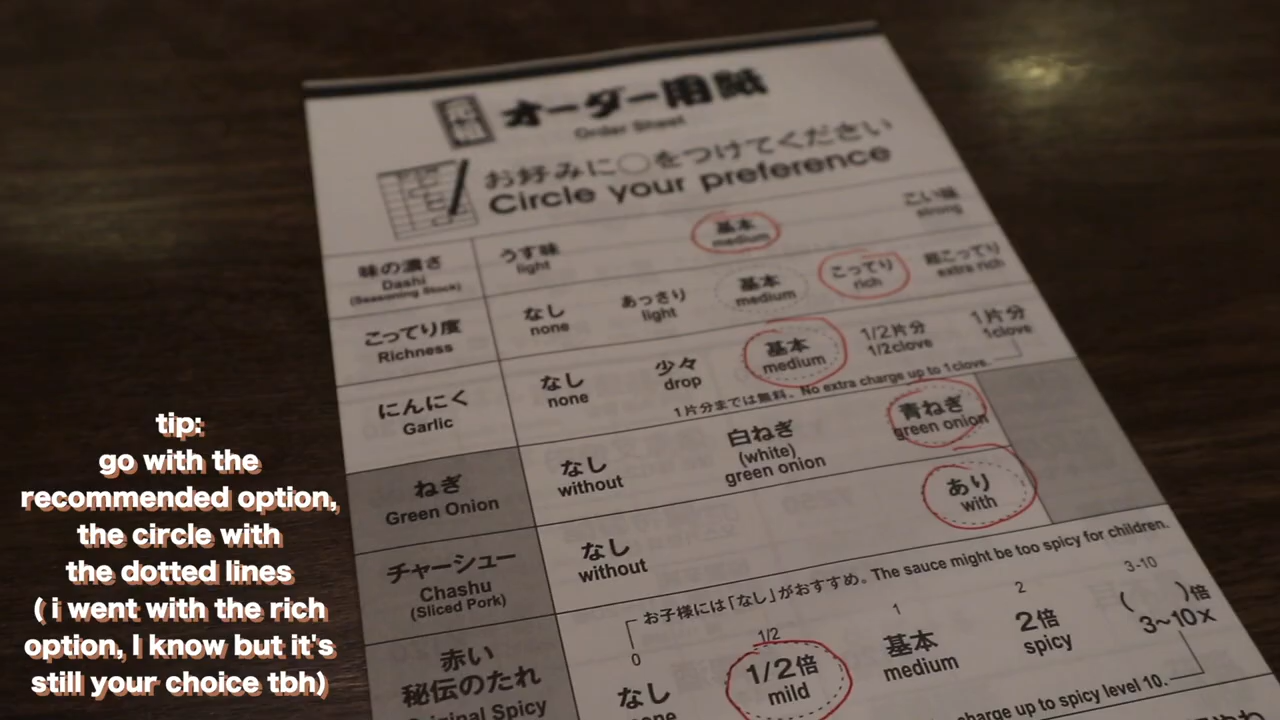 オーダー用紙
Order Sheet
お好みに○をつけてください
Circle your preference
味の濃さ
Dashi
(Seasoning Stock)
うす味
light
基本
medium
こい味
strong
こってり度
Richness
なし
none
あっさり
light
基本
medium
こってり
rich
超こってり
extra rich
にんにく
Garlic
なし
none
少々
drop
基本
medium
1/2片分
1/2clove
1片分
1clove
1片分までは無料。No extra charge up to 1clove.
ねぎ
Green Onion
なし
without
白ねぎ
(white)
green onion
青ねぎ
green onion
チャーシュー
Chashu
(Sliced Pork)
なし
without
あり
with
お子様には「なし」がおすすめ。The sauce might be too spicy for children.
赤い
秘伝のたれ
Original Spicy
0
なし
1/2
1/2倍
mild
1
基本
medium
2
2倍
spicy
3-10
( )倍
3~10x
charge up to spicy level 10.
tip:
go with the
recommended option,
the circle with
the dotted lines
( i went with the rich
option, I know but it's
still your choice tbh)